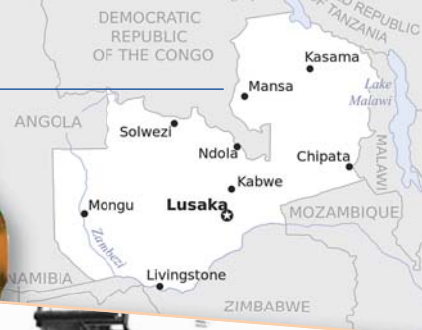 DEMOCRATIC
REPUBLIC
OF THE CONGO
REPUBLIC
OF TANZANIA
Kasama
Mansa
Lake
Malawi
ANGOLA
Solwezi
Ndola
Chipata
MALAWI
Kabwe
Mongu
Lusaka
MOZAMBIQUE
Zambezi
NAMIBIA
Livingstone
ZIMBABWE